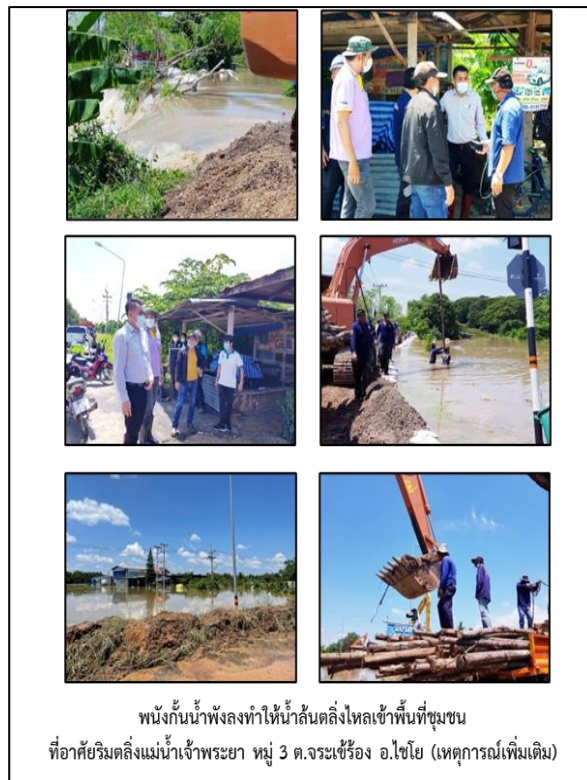 พนังกั้นน้ำพังลงทำให้น้ำล้นตลิ่งไหลเข้าพื้นที่ชุมชน
ที่อาศัยริมตลิ่งแม่น้ำเจ้าพระยา หมู่ 3 ต.จระเข้ร้อง อ.ไชโย (เหตุการณ์เพิ่มเติม)